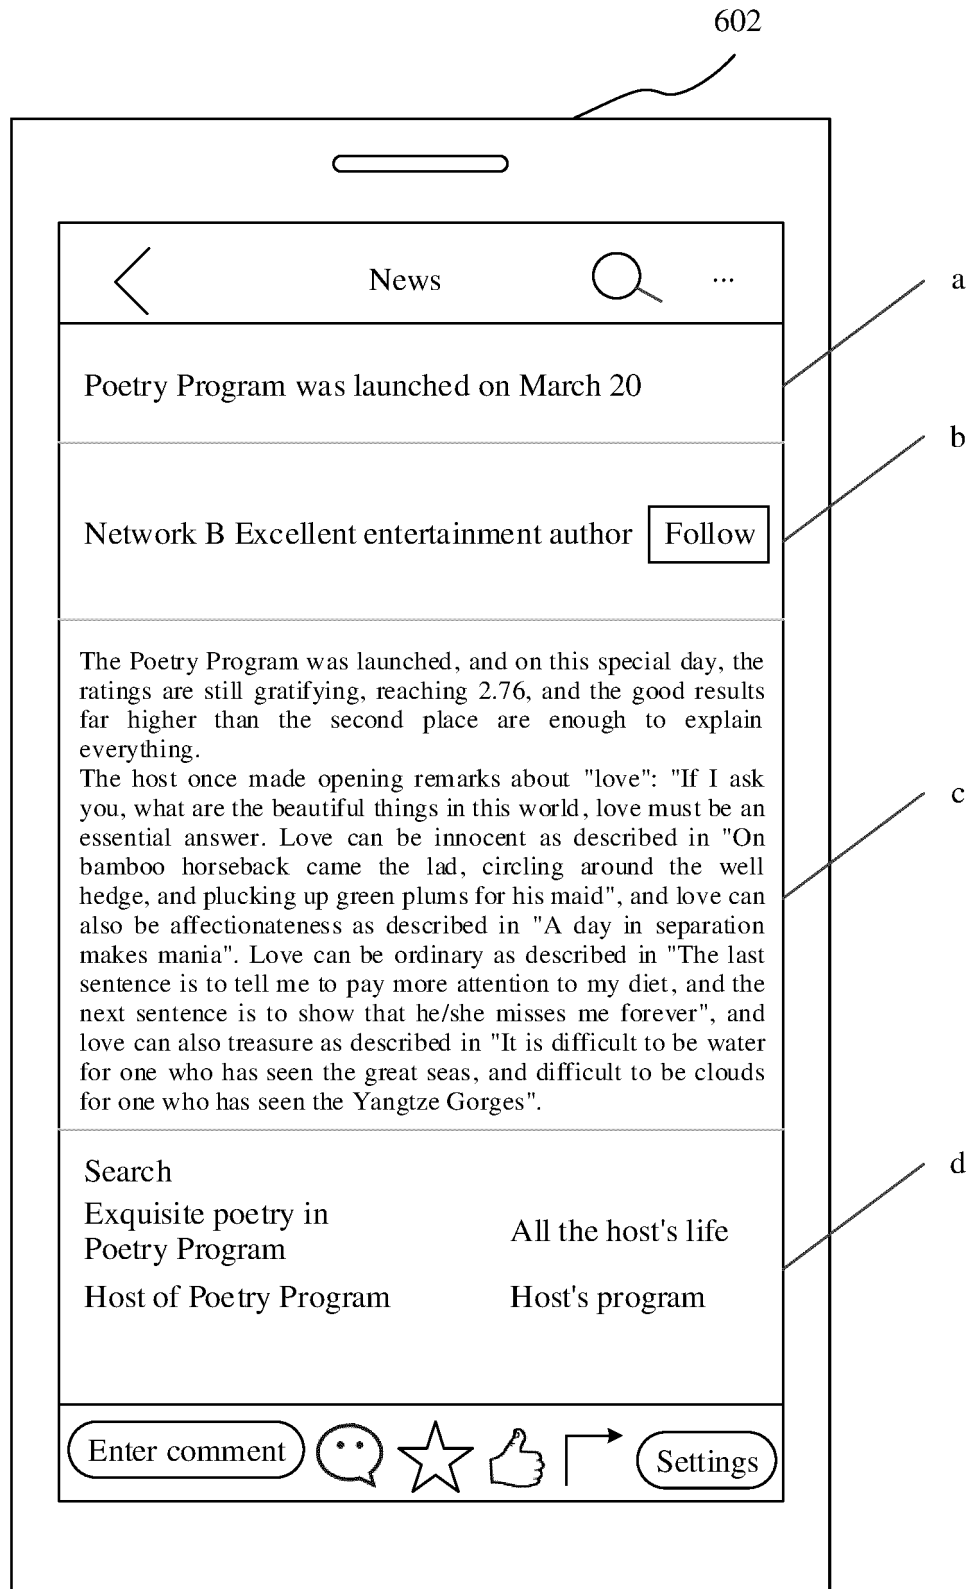 602
News ...
a
Poetry Program was launched on March 20
b
Network B Excellent entertainment author Follow
The Poetry Program was launched, and on this special day, the
ratings are still gratifying, reaching 2.76, and the good results
far higher than the second place are enough to explain
everything.
The host once made opening remarks about "love": "If I ask
you, what are the beautiful things in this world, love must be an
essential answer. Love can be innocent as described in "On
bamboo horseback came the lad, circling around the well
hedge, and plucking up green plums for his maid", and love can
also be affectionateness as described in "A day in separation
makes mania". Love can be ordinary as described in "The last
sentence is to tell me to pay more attention to my diet, and the
next sentence is to show that he/she misses me forever", and
love can also treasure as described in "It is difficult to be water
for one who has seen the great seas, and difficult to be clouds
for one who has seen the Yangtze Gorges".
c
Search
d
Exquisite poetry in
Poetry Program
All the host's life
Host of Poetry Program
Host's program
Enter comment
Settings